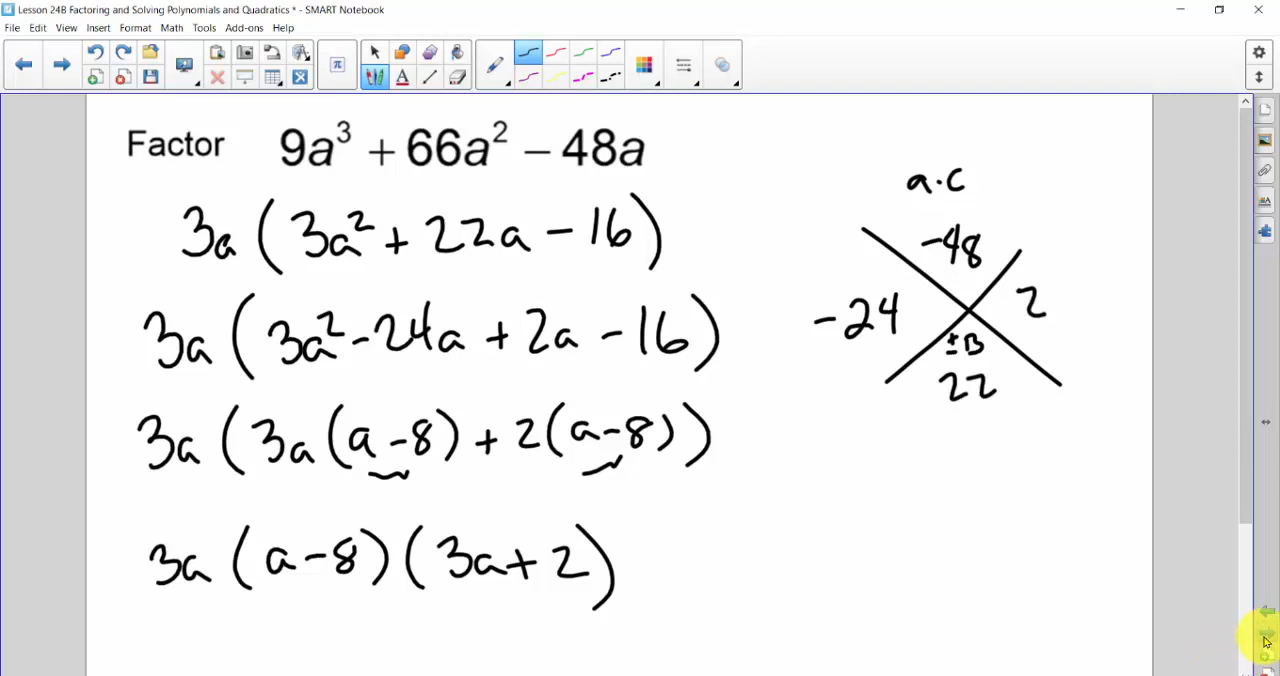 Lesson 24B Factoring and Solving Polynomials and Quadratics * - SMART Notebook
File Edit View Insert Format Math Tools Add-ons Help
Factor 9a³ + 66a² − 48a
3a(3a² + 22a − 16)
3a(3a² − 24a + 2a − 16)
3a(3a(a − 8) + 2(a − 8))
3a(a − 8)(3a + 2)
a · c
−48
−24 2
± B
22